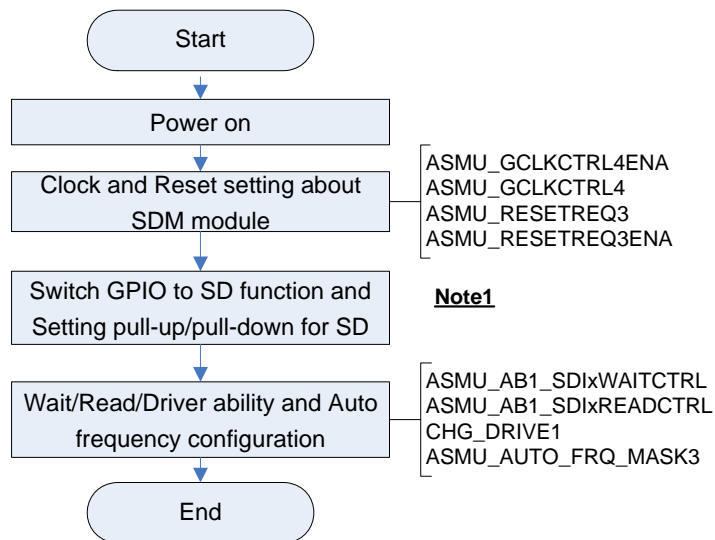 Start
Power on
Clock and Reset setting about
SDM module
ASMU_GCLKCTRL4ENA
ASMU_GCLKCTRL4
ASMU_RESETREQ3
ASMU_RESETREQ3ENA
Switch GPIO to SD function and
Setting pull-up/pull-down for SD
Note1
Wait/Read/Driver ability and Auto
frequency configuration
ASMU_AB1_SDIxWAITCTRL
ASMU_AB1_SDIxREADCTRL
CHG_DRIVE1
ASMU_AUTO_FRQ_MASK3
End